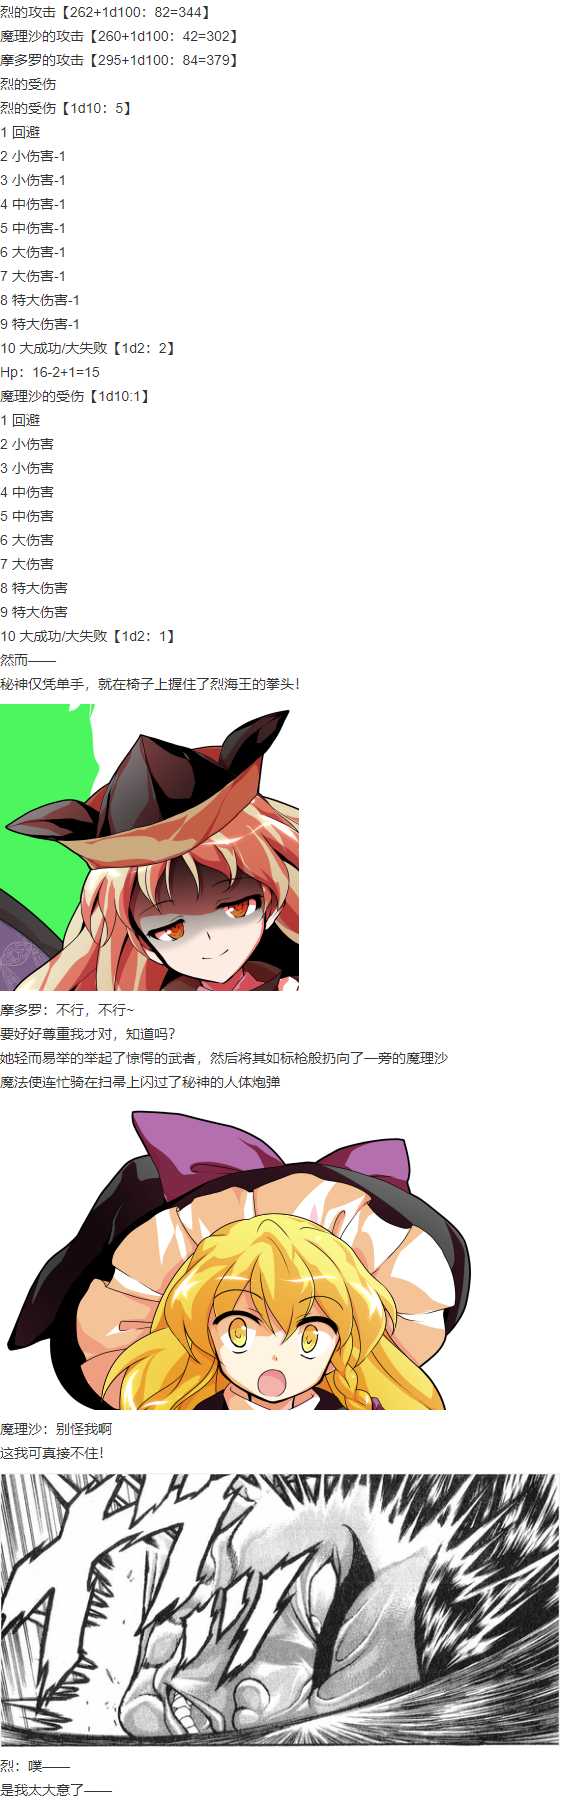 烈的攻击【262+1d100：82=344】
魔理沙的攻击【260+1d100：42=302】
摩多罗的攻击【295+1d100：84=379】
烈的受伤
烈的受伤【1d10：5】
1 回避
2 小伤害-1
3 小伤害-1
4 中伤害-1
5 中伤害-1
6 大伤害-1
7 大伤害-1
8 特大伤害-1
9 特大伤害-1
10 大成功/大失败【1d2：2】
Hp：16-2+1=15
魔理沙的受伤【1d10:1】
1 回避
2 小伤害
3 小伤害
4 中伤害
5 中伤害
6 大伤害
7 大伤害
8 特大伤害
9 特大伤害
10 大成功/大失败【1d2：1】
然而——
秘神仅凭单手，就在椅子上握住了烈海王的拳头！
摩多罗：不行，不行~
要好好尊重我才对，知道吗？
她轻而易举的举起了惊愕的武者，然后将其如标枪般扔向了一旁的魔理沙
魔法使连忙骑在扫帚上闪过了秘神的人体炮弹
魔理沙：别怪我啊
这我可真接不住！
烈：噗——
是我太大意了——